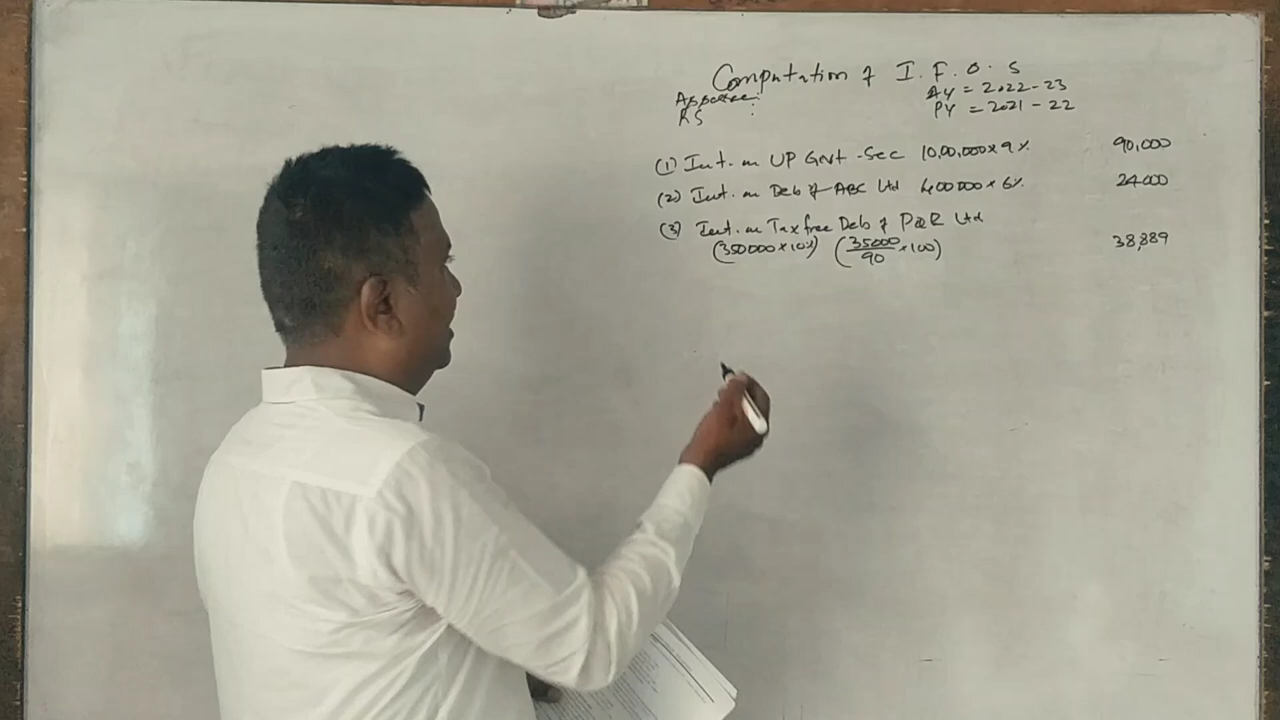 Computation of I. F. O. S
Assessee: AY = 2022-23
RS : PY = 2021-22
(1) Int. on UP Govt-Sec 10,00,000 x 9% 90,000
(2) Int. on Deb of ABC Ltd 400000 x 6% 24000
(3) Int. on Tax free Deb of PQR Ltd
(350000 x 10%) (35000/90 x 100) 38,889